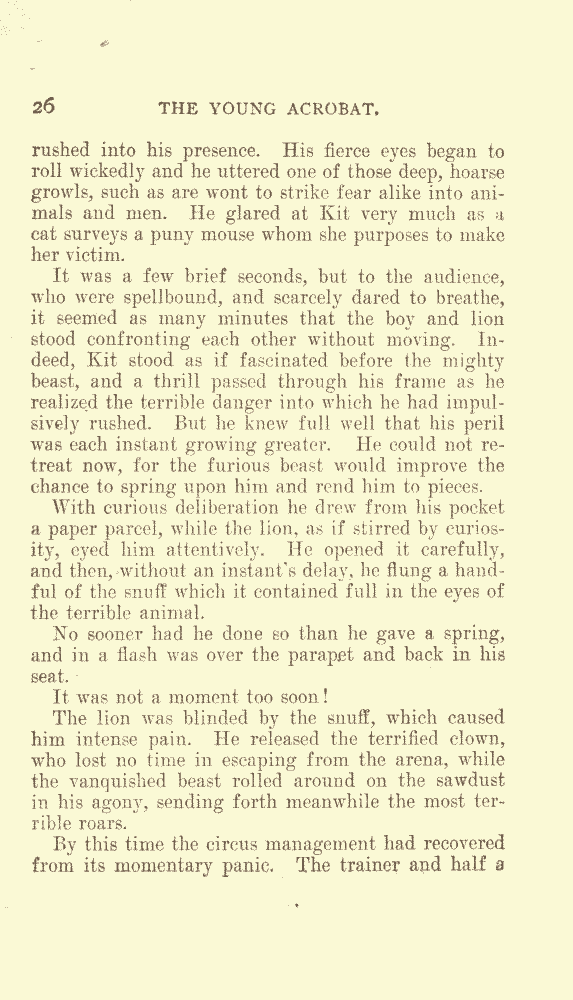 26 THE YOUNG ACROBAT.
rushed into his presence. His fierce eyes began to
roll wickedly and he uttered one of those deep, hoarse
growls, such as are wont to strike fear alike into ani-
mals and men. He glared at Kit very much as a
cat surveys a puny mouse whom she purposes to make
her victim.
It was a few brief seconds, but to the audience,
who were spellbound, and scarcely dared to breathe,
it seemed as many minutes that the boy and lion
stood confronting each other without moving. In-
deed, Kit stood as if fascinated before the mighty
beast, and a thrill passed through his frame as he
realized the terrible danger into which he had impul-
sively rushed. But he knew full well that his peril
was each instant growing greater. He could not re-
treat now, for the furious beast would improve the
chance to spring upon him and rend him to pieces.
With curious deliberation he drew from his pocket
a paper parcel, while the lion, as if stirred by curios-
ity, eyed him attentively. He opened it carefully,
and then, without an instant's delay, he flung a hand-
ful of the snuff which it contained full in the eyes of
the terrible animal.
No sooner had he done so than he gave a spring,
and in a flash was over the parapet and back in his
seat.
It was not a moment too soon!
The lion was blinded by the snuff, which caused
him intense pain. He released the terrified clown,
who lost no time in escaping from the arena, while
the vanquished beast rolled around on the sawdust
in his agony, sending forth meanwhile the most ter-
rible roars.
By this time the circus management had recovered
from its momentary panic. The trainer and half a